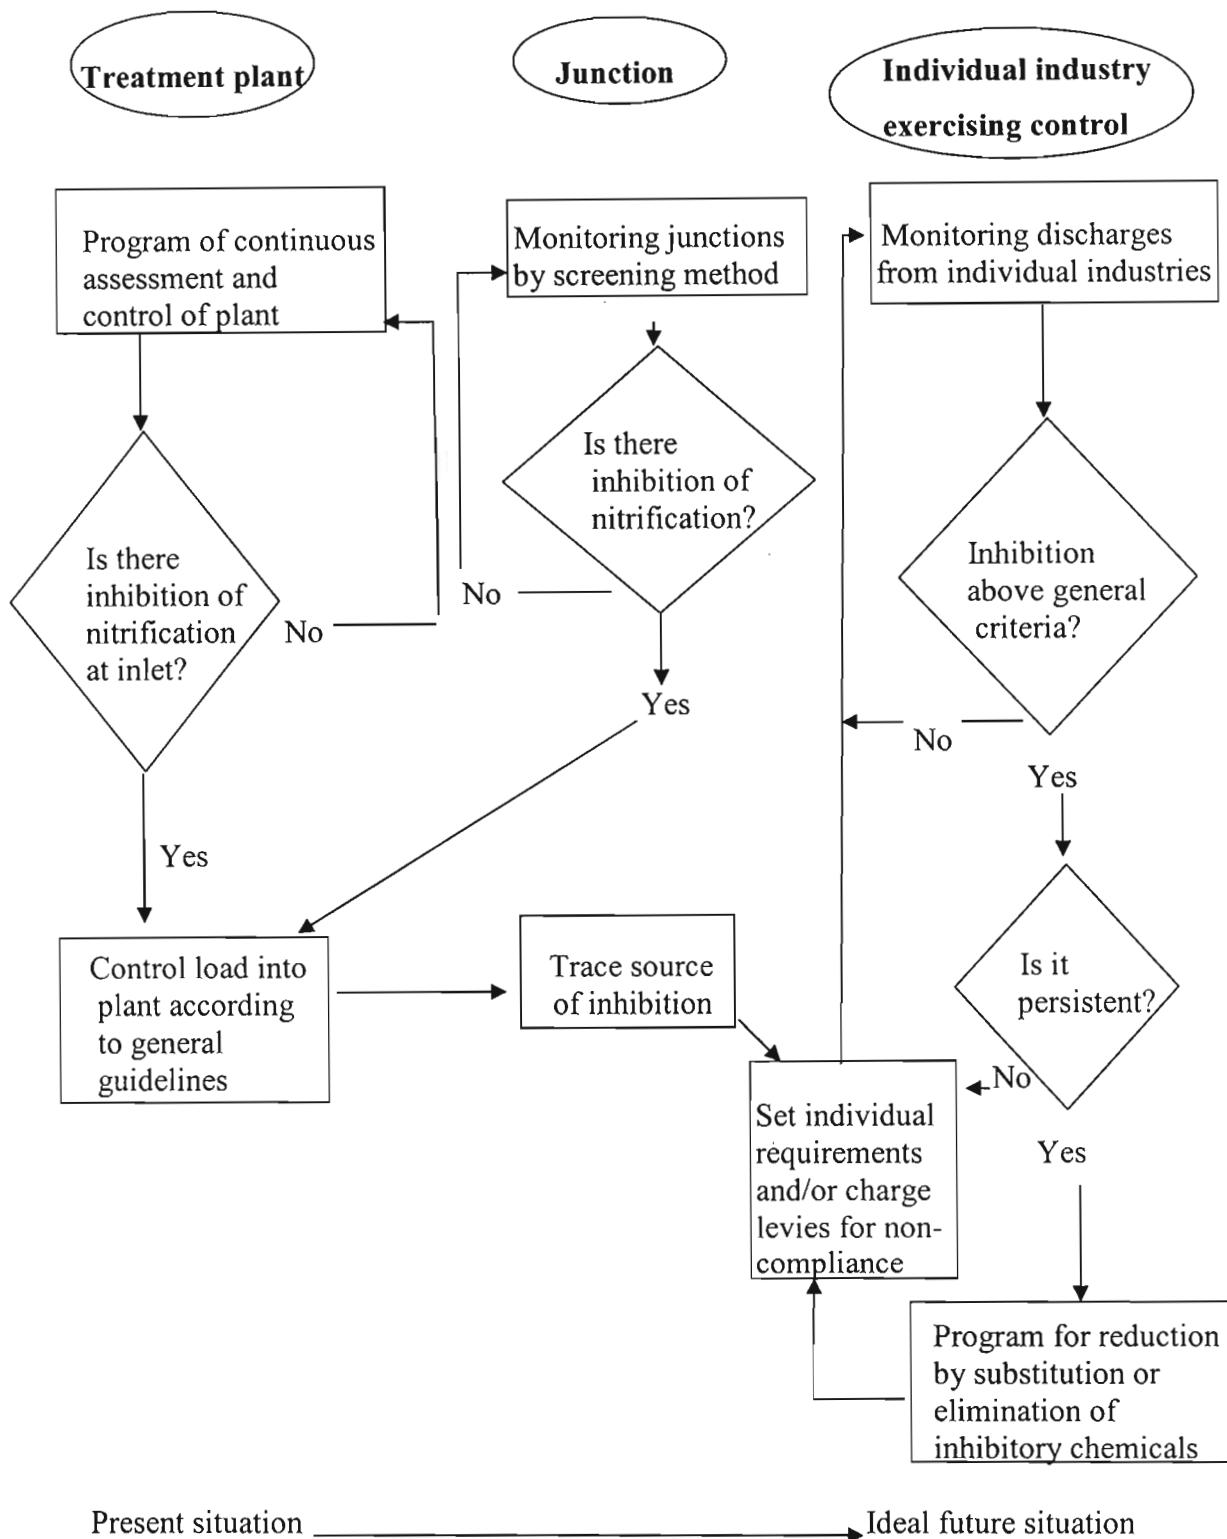 Treatment plant
Junction
Individual industry
exercising control
Program of continuous
assessment and
control of plant
Monitoring junctions
by screening method
Monitoring discharges
from individual industries
Is there
inhibition of
nitrification
at inlet?
No
Is there
inhibition of
nitrification?
No
Yes
Inhibition
above general
criteria?
No
Yes
Yes
Control load into
plant according
to general
guidelines
Trace source
of inhibition
Is it
persistent?
No
Yes
Set individual
requirements
and/or charge
levies for non-
compliance
Program for reduction
by substitution or
elimination of
inhibitory chemicals
Present situation
Ideal future situation